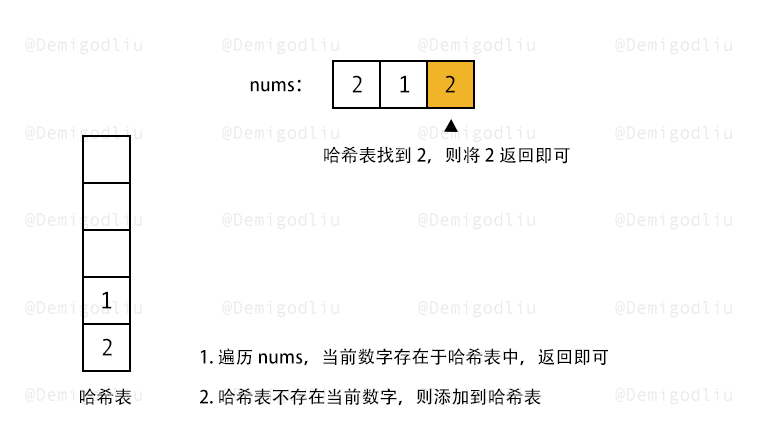 @Demigodliu @Demigodliu @Demigodliu @Demigodliu
nums: 2 1 2
@Demigodliu @Demigodliu @Demigodliu @Demigodliu
哈希表找到 2，则将 2 返回即可
@Demigodliu @Demigodliu @Demigodliu @Demigodliu
1
@Demigodliu @Demigodliu @Demigodliu @Demigodliu
2
1. 遍历 nums，当前数字存在于哈希表中，返回即可
哈希表
2. 哈希表不存在当前数字，则添加到哈希表
@Demigodliu @Demigodliu @Demigodliu @Demigodliu